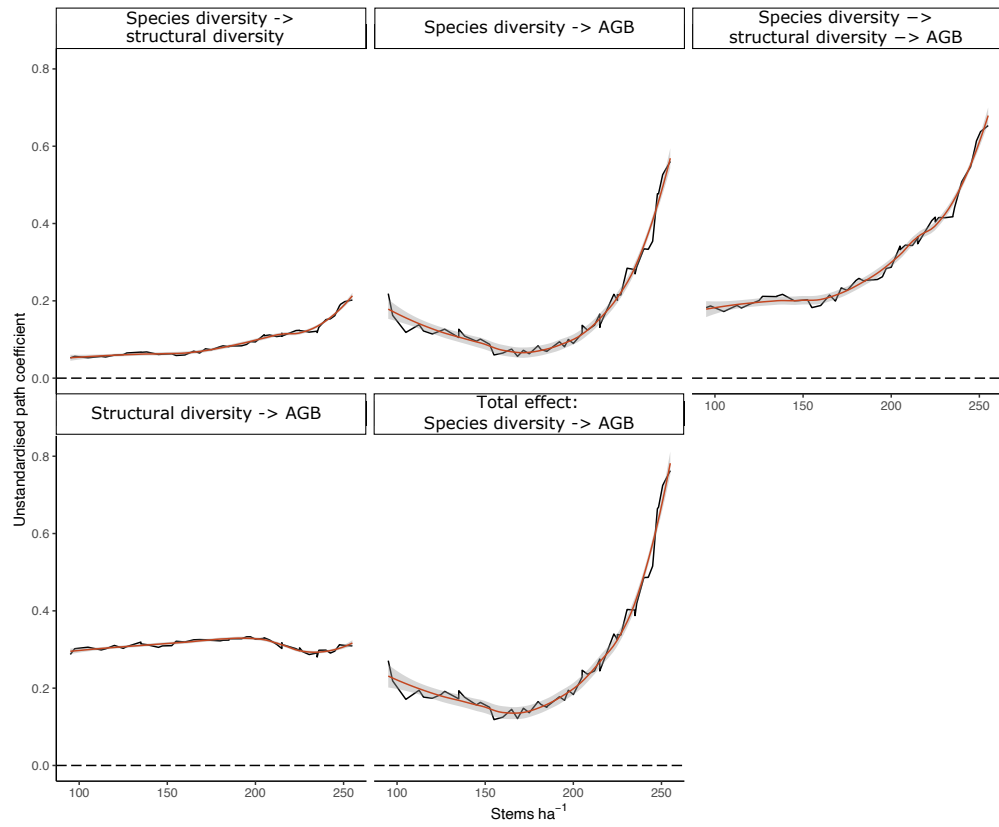 Species diversity ->
structural diversity
Species diversity -> AGB
Species diversity −>
structural diversity −> AGB
0.8
0.6
0.4
0.2
0.0
100 150 200 250
Structural diversity -> AGB
Total effect:
Species diversity -> AGB
0.8
0.6
0.4
0.2
0.0
100 150 200 250
100 150 200 250
Unstandardised path coefficient
Stems ha⁻¹